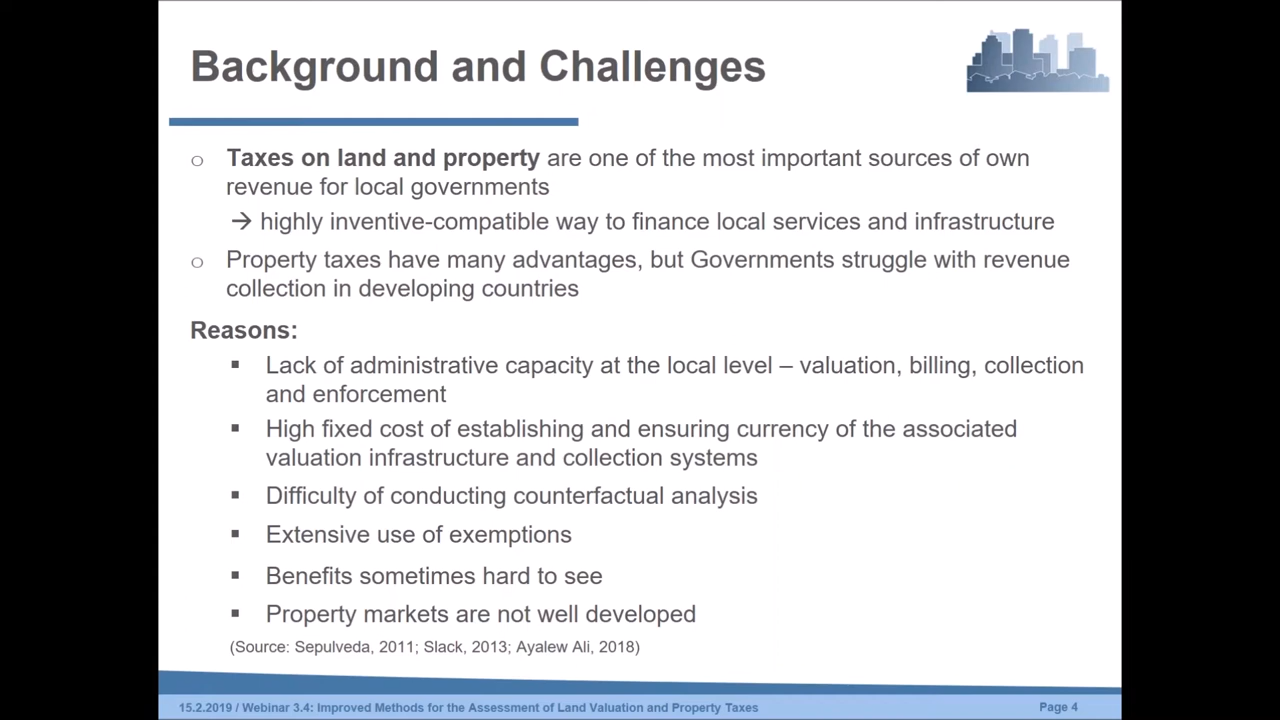 Background and Challenges
Taxes on land and property are one of the most important sources of own
revenue for local governments
→ highly inventive-compatible way to finance local services and infrastructure
Property taxes have many advantages, but Governments struggle with revenue
collection in developing countries
Reasons:
Lack of administrative capacity at the local level – valuation, billing, collection
and enforcement
High fixed cost of establishing and ensuring currency of the associated
valuation infrastructure and collection systems
Difficulty of conducting counterfactual analysis
Extensive use of exemptions
Benefits sometimes hard to see
Property markets are not well developed
(Source: Sepulveda, 2011; Slack, 2013; Ayalew Ali, 2018)
15.2.2019 / Webinar 3.4: Improved Methods for the Assessment of Land Valuation and Property Taxes
Page 4